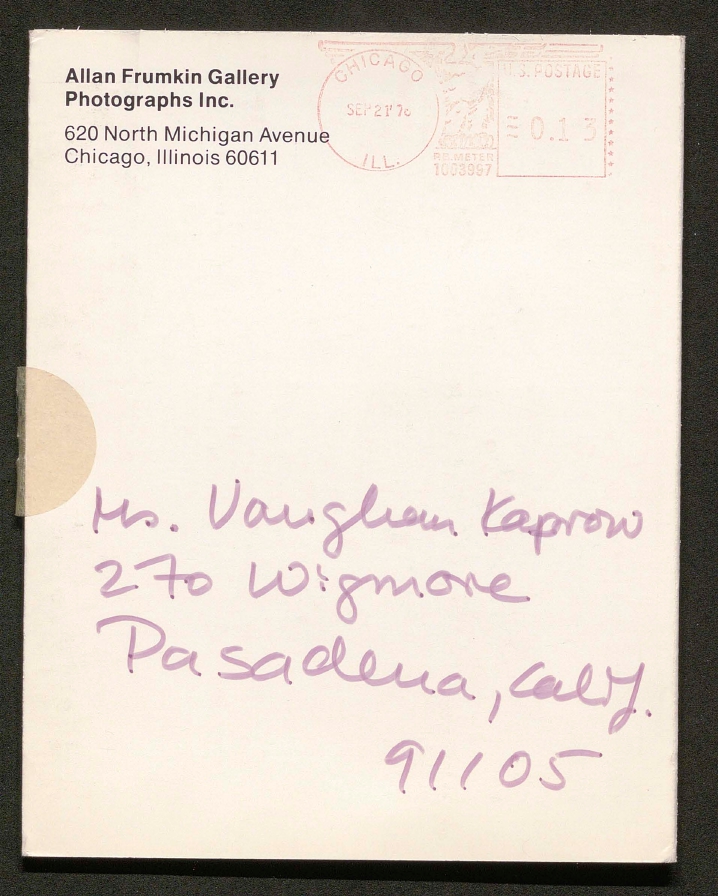 Allan Frumkin Gallery
Photographs Inc.
620 North Michigan Avenue
Chicago, Illinois 60611
CHICAGO
SEP 21 '76
ILL.
P.B. METER
1003997
U.S. POSTAGE
0.13
Ms. Vaughan Kaprow
270 Wigmore
Pasadena, Calif.
91105